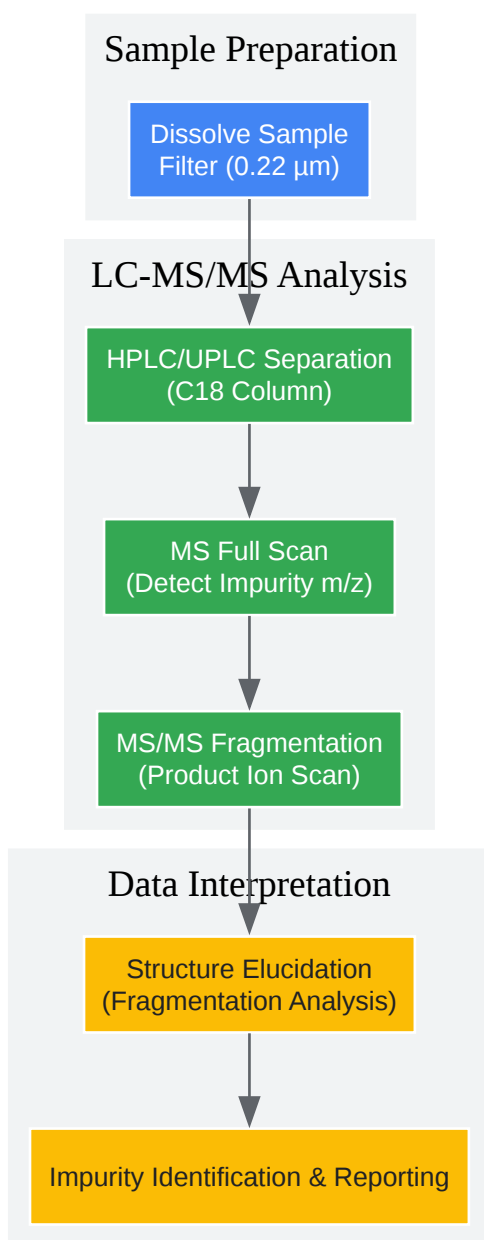 Sample Preparation
Dissolve Sample
Filter (0.22 µm)
LC-MS/MS Analysis
HPLC/UPLC Separation
(C18 Column)
MS Full Scan
(Detect Impurity m/z)
MS/MS Fragmentation
(Product Ion Scan)
Data Interpretation
Structure Elucidation
(Fragmentation Analysis)
Impurity Identification & Reporting